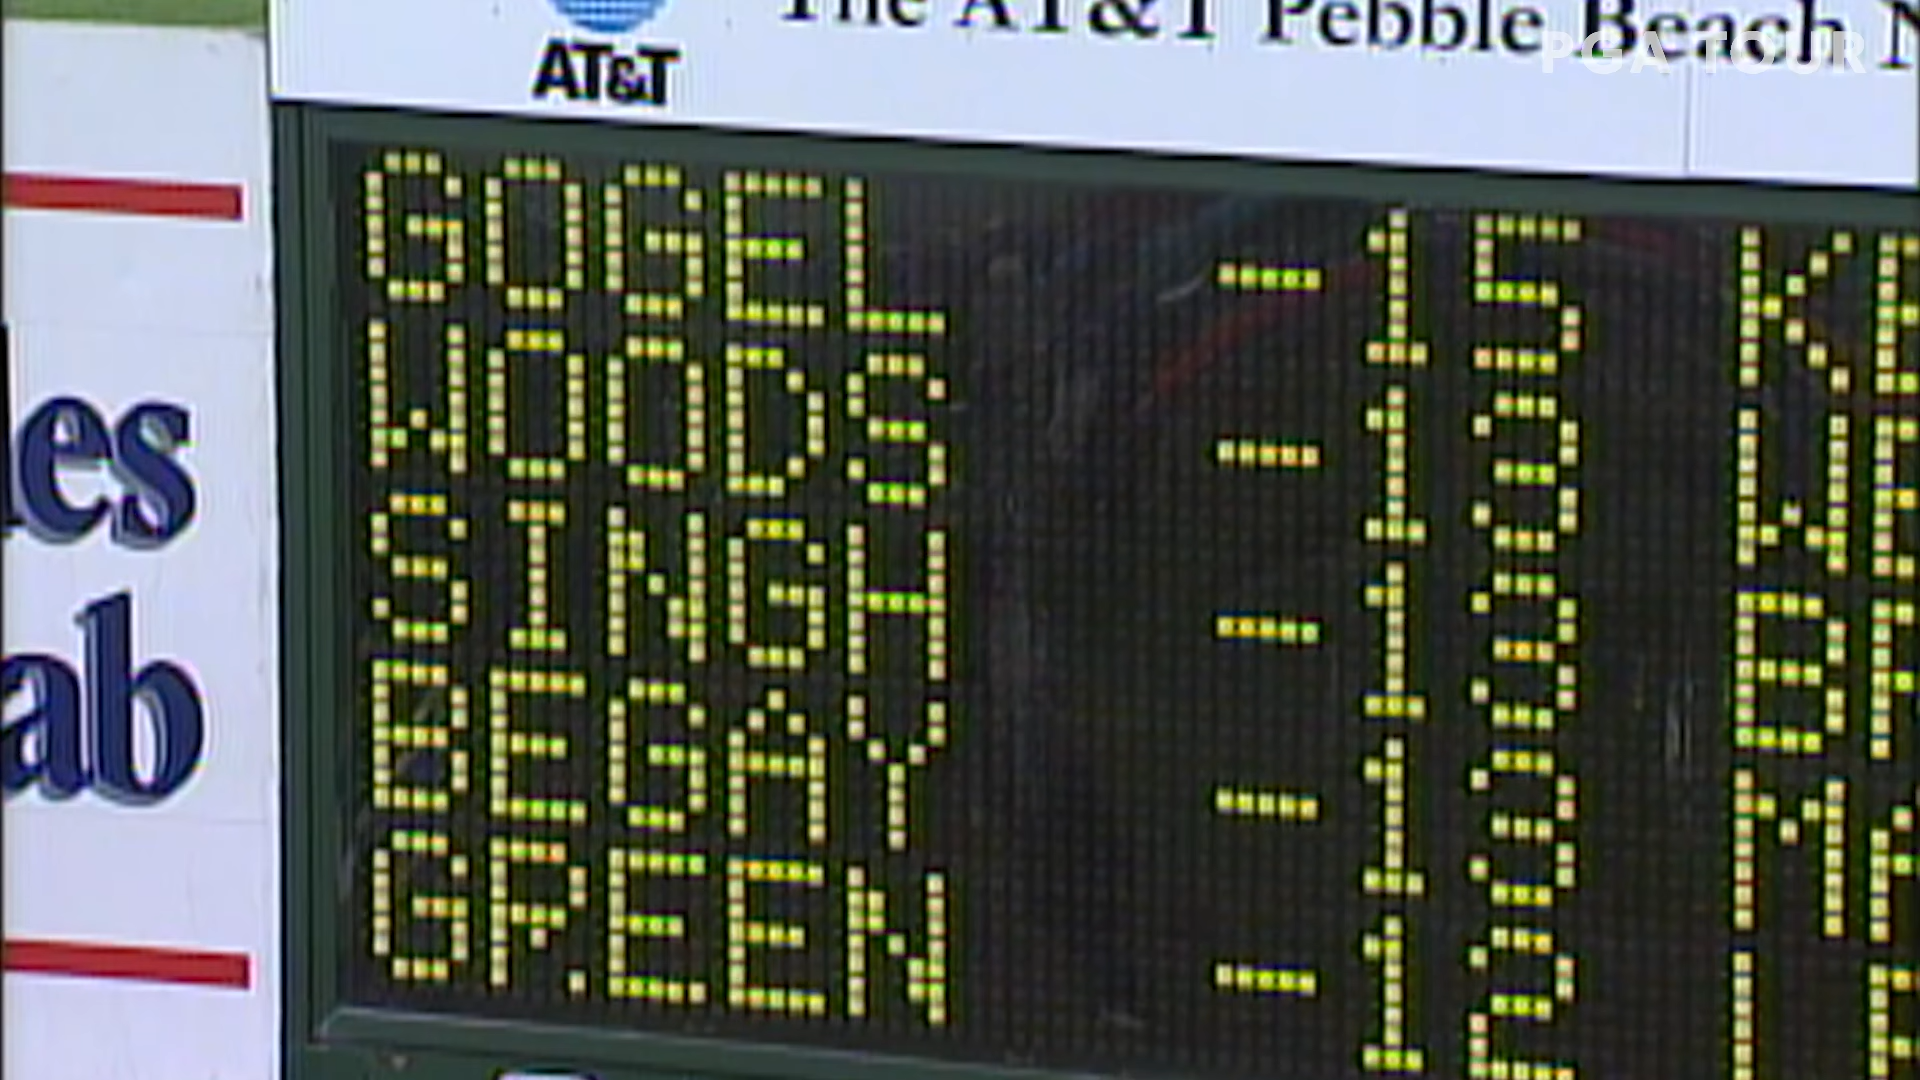 PGA TOUR
The AT&T Pebble Beach
AT&T
GOGEL -15
WOODS -13
SINGH -13
BEGAY -13
GREEN -12